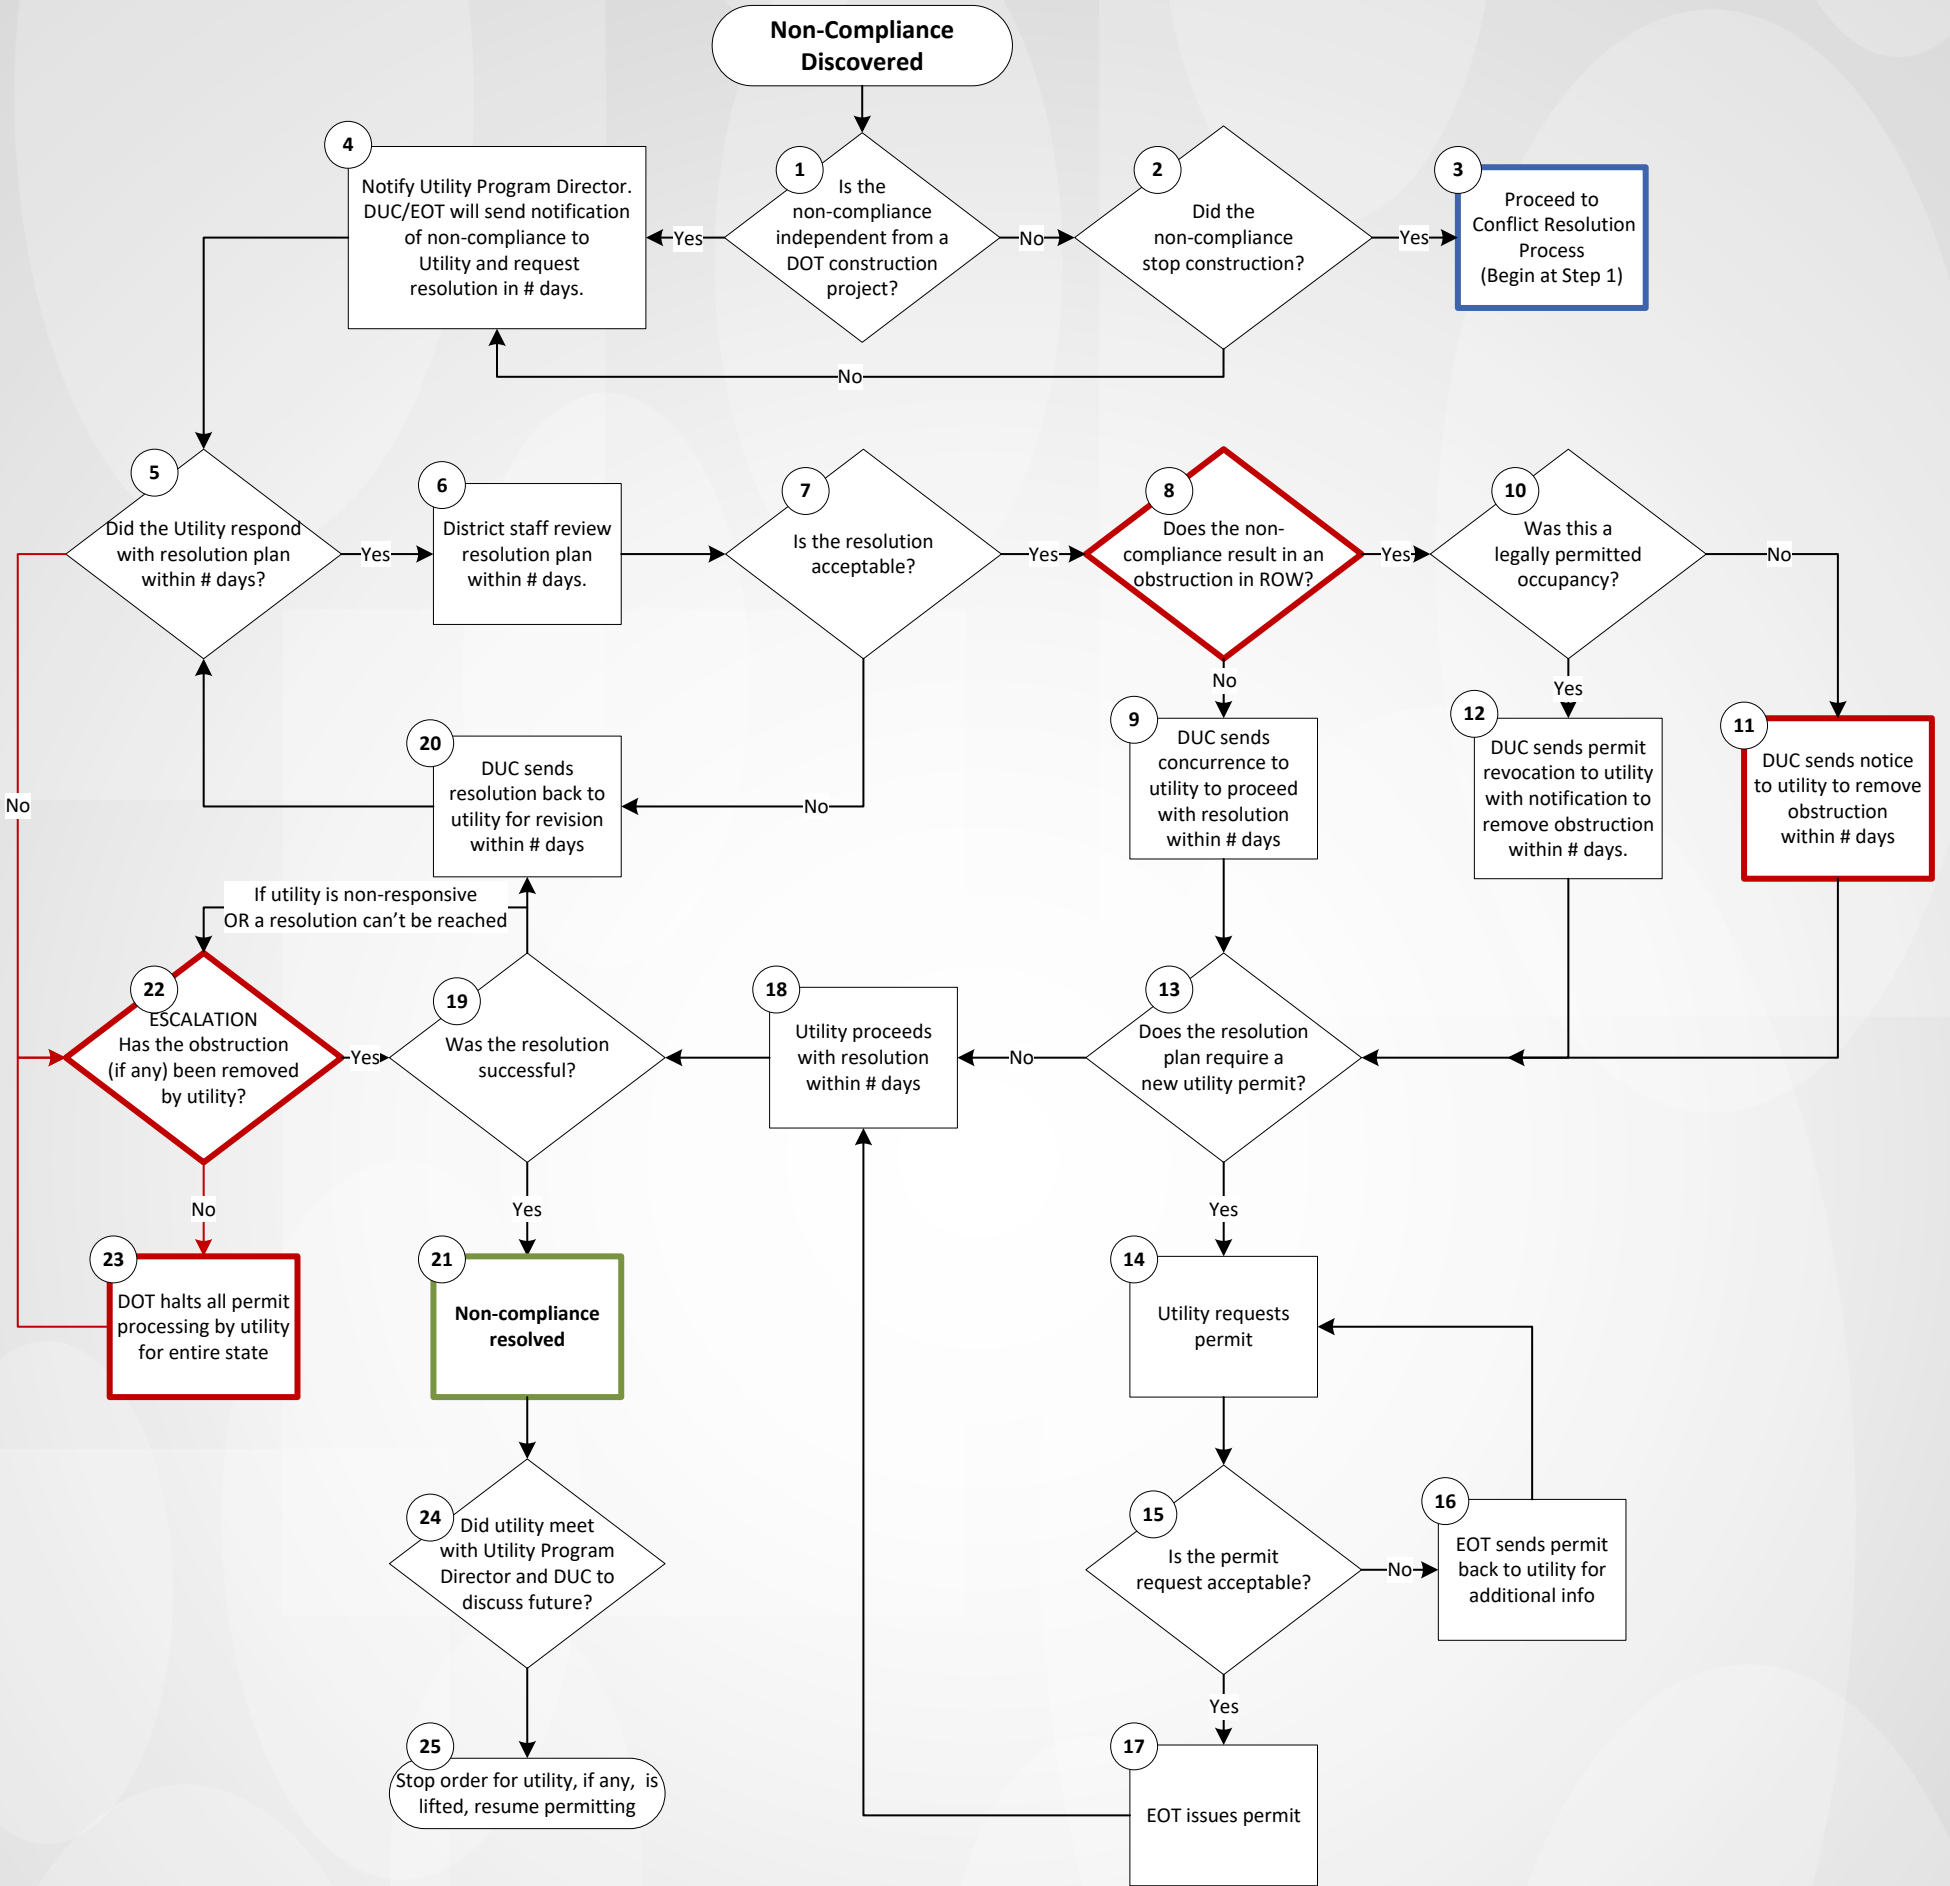 Non-Compliance
Discovered
1
Is the
non-compliance
independent from a
DOT construction
project?
Yes
No
2
Did the
non-compliance
stop construction?
Yes
No
3
Proceed to
Conflict Resolution
Process
(Begin at Step 1)
4
Notify Utility Program Director.
DUC/EOT will send notification
of non-compliance to
Utility and request
resolution in # days.
5
Did the Utility respond
with resolution plan
within # days?
Yes
No
6
District staff review
resolution plan
within # days.
7
Is the resolution
acceptable?
Yes
No
8
Does the non-
compliance result in an
obstruction in ROW?
Yes
No
10
Was this a
legally permitted
occupancy?
No
Yes
9
DUC sends
concurrence to
utility to proceed
with resolution
within # days
12
DUC sends permit
revocation to utility
with notification to
remove obstruction
within # days.
11
DUC sends notice
to utility to remove
obstruction
within # days
20
DUC sends
resolution back to
utility for revision
within # days
If utility is non-responsive
OR a resolution can't be reached
22
ESCALATION
Has the obstruction
(if any) been removed
by utility?
Yes
No
19
Was the resolution
successful?
Yes
18
Utility proceeds
with resolution
within # days
13
Does the resolution
plan require a
new utility permit?
No
Yes
23
DOT halts all permit
processing by utility
for entire state
21
Non-compliance
resolved
14
Utility requests
permit
24
Did utility meet
with Utility Program
Director and DUC to
discuss future?
15
Is the permit
request acceptable?
No
Yes
16
EOT sends permit
back to utility for
additional info
25
Stop order for utility, if any, is
lifted, resume permitting
17
EOT issues permit